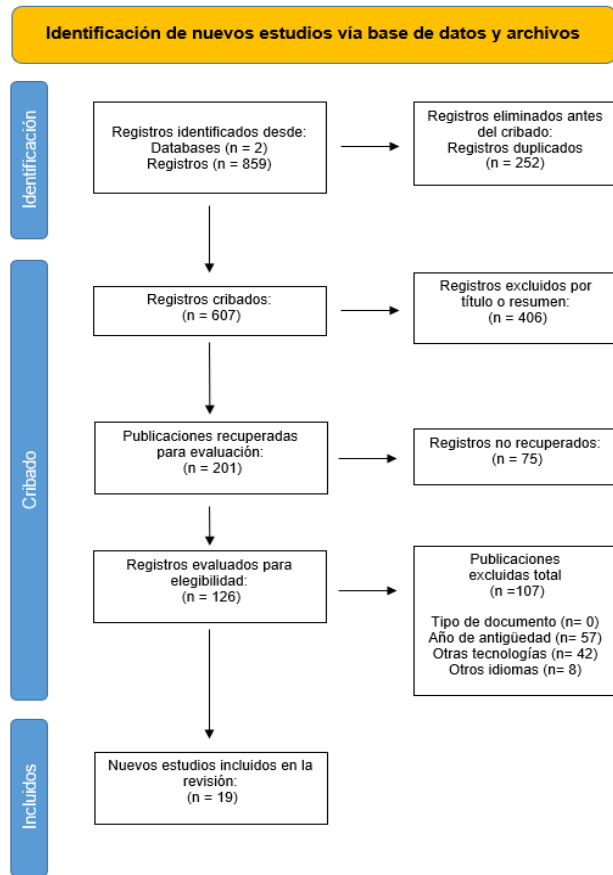 Identificación de nuevos estudios vía base de datos y archivos
Identificación
Registros identificados desde:
Databases (n = 2)
Registros (n = 859)
Registros eliminados antes
del cribado:
Registros duplicados
(n = 252)
Cribado
Registros cribados:
(n = 607)
Registros excluidos por
título o resumen:
(n = 406)
Publicaciones recuperadas
para evaluación:
(n = 201)
Registros no recuperados:
(n = 75)
Registros evaluados para
elegibilidad:
(n = 126)
Publicaciones
excluidas total
(n =107)
Tipo de documento (n= 0)
Año de antigüedad (n= 57)
Otras tecnologías (n= 42)
Otros idiomas (n= 8)
Incluidos
Nuevos estudios incluidos en la
revisión:
(n = 19)